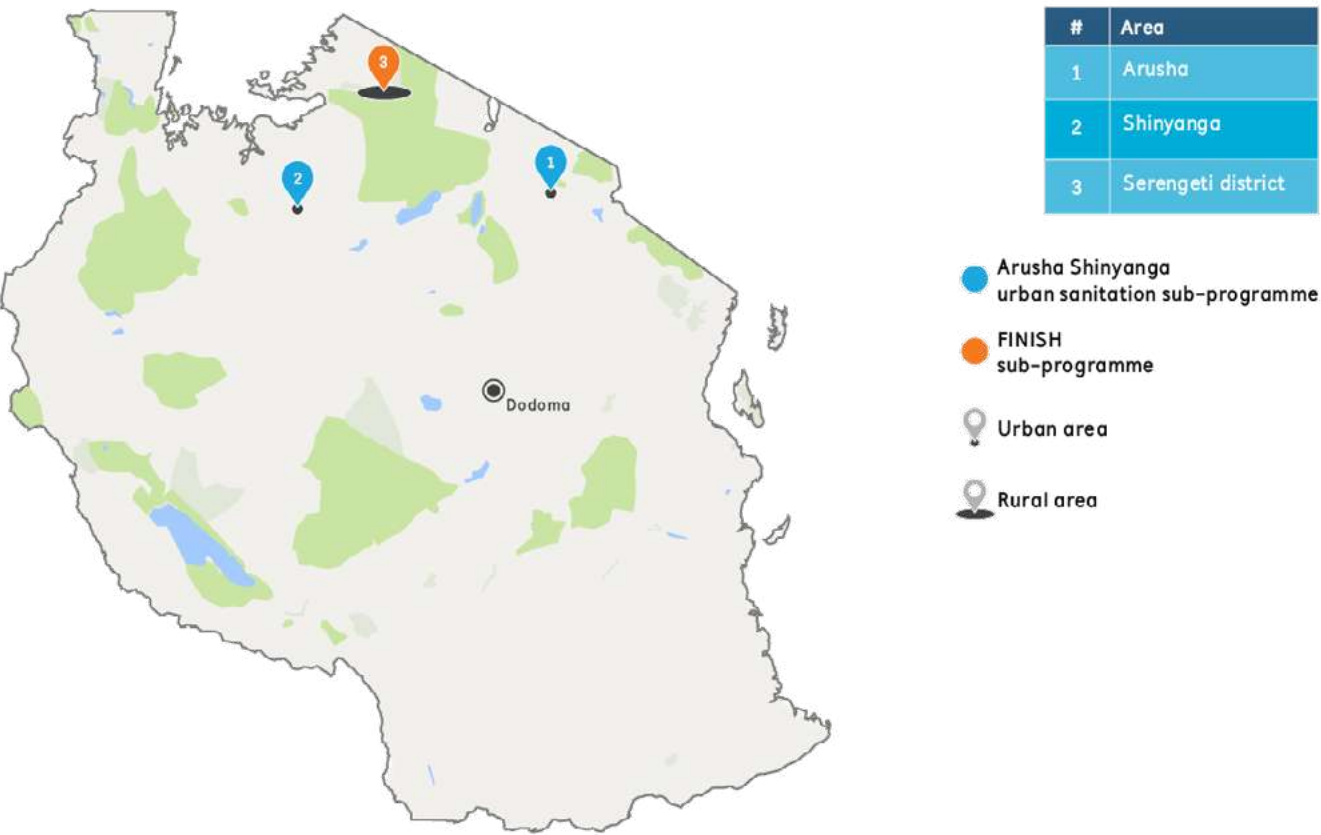 3
1
2
Dodoma
# Area
1 Arusha
2 Shinyanga
3 Serengeti district
Arusha Shinyanga
urban sanitation sub-programme
FINISH
sub-programme
Urban area
Rural area